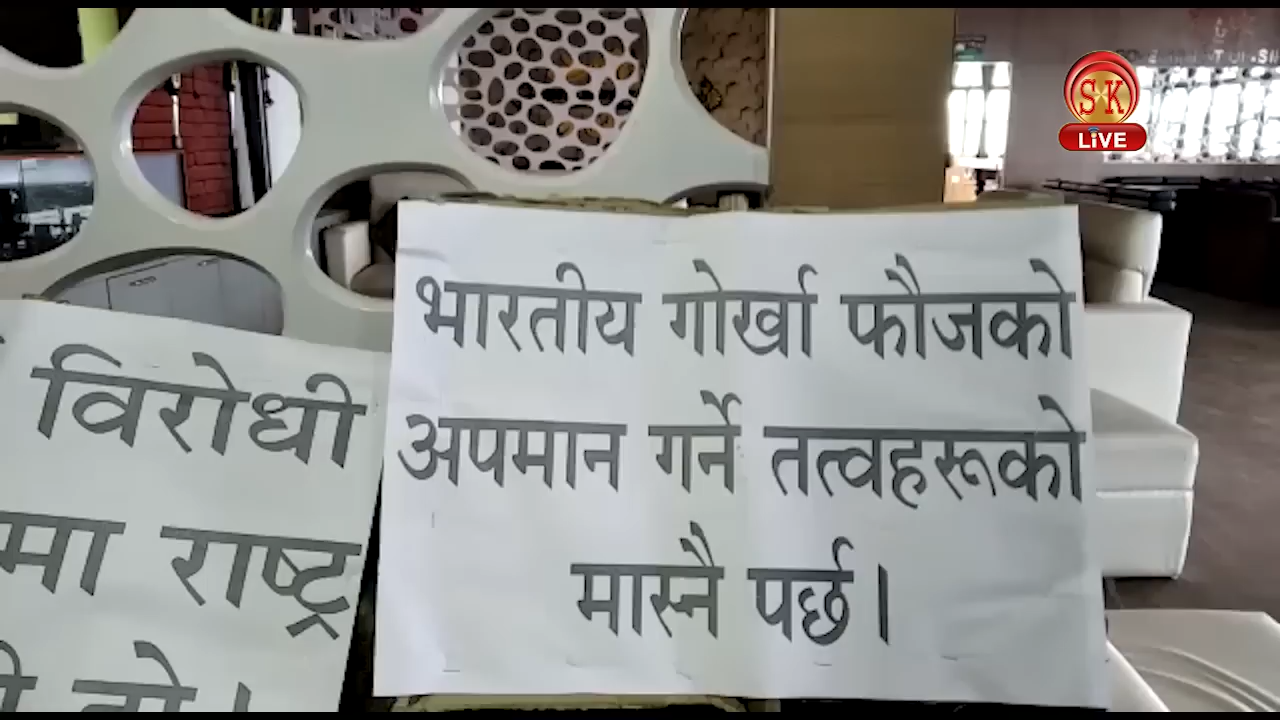 भारतीय गोर्खा फौजको
अपमान गर्ने तत्वहरूको
मास्नै पर्छ।
विरोधी
मा राष्ट्र
SK
LiVE